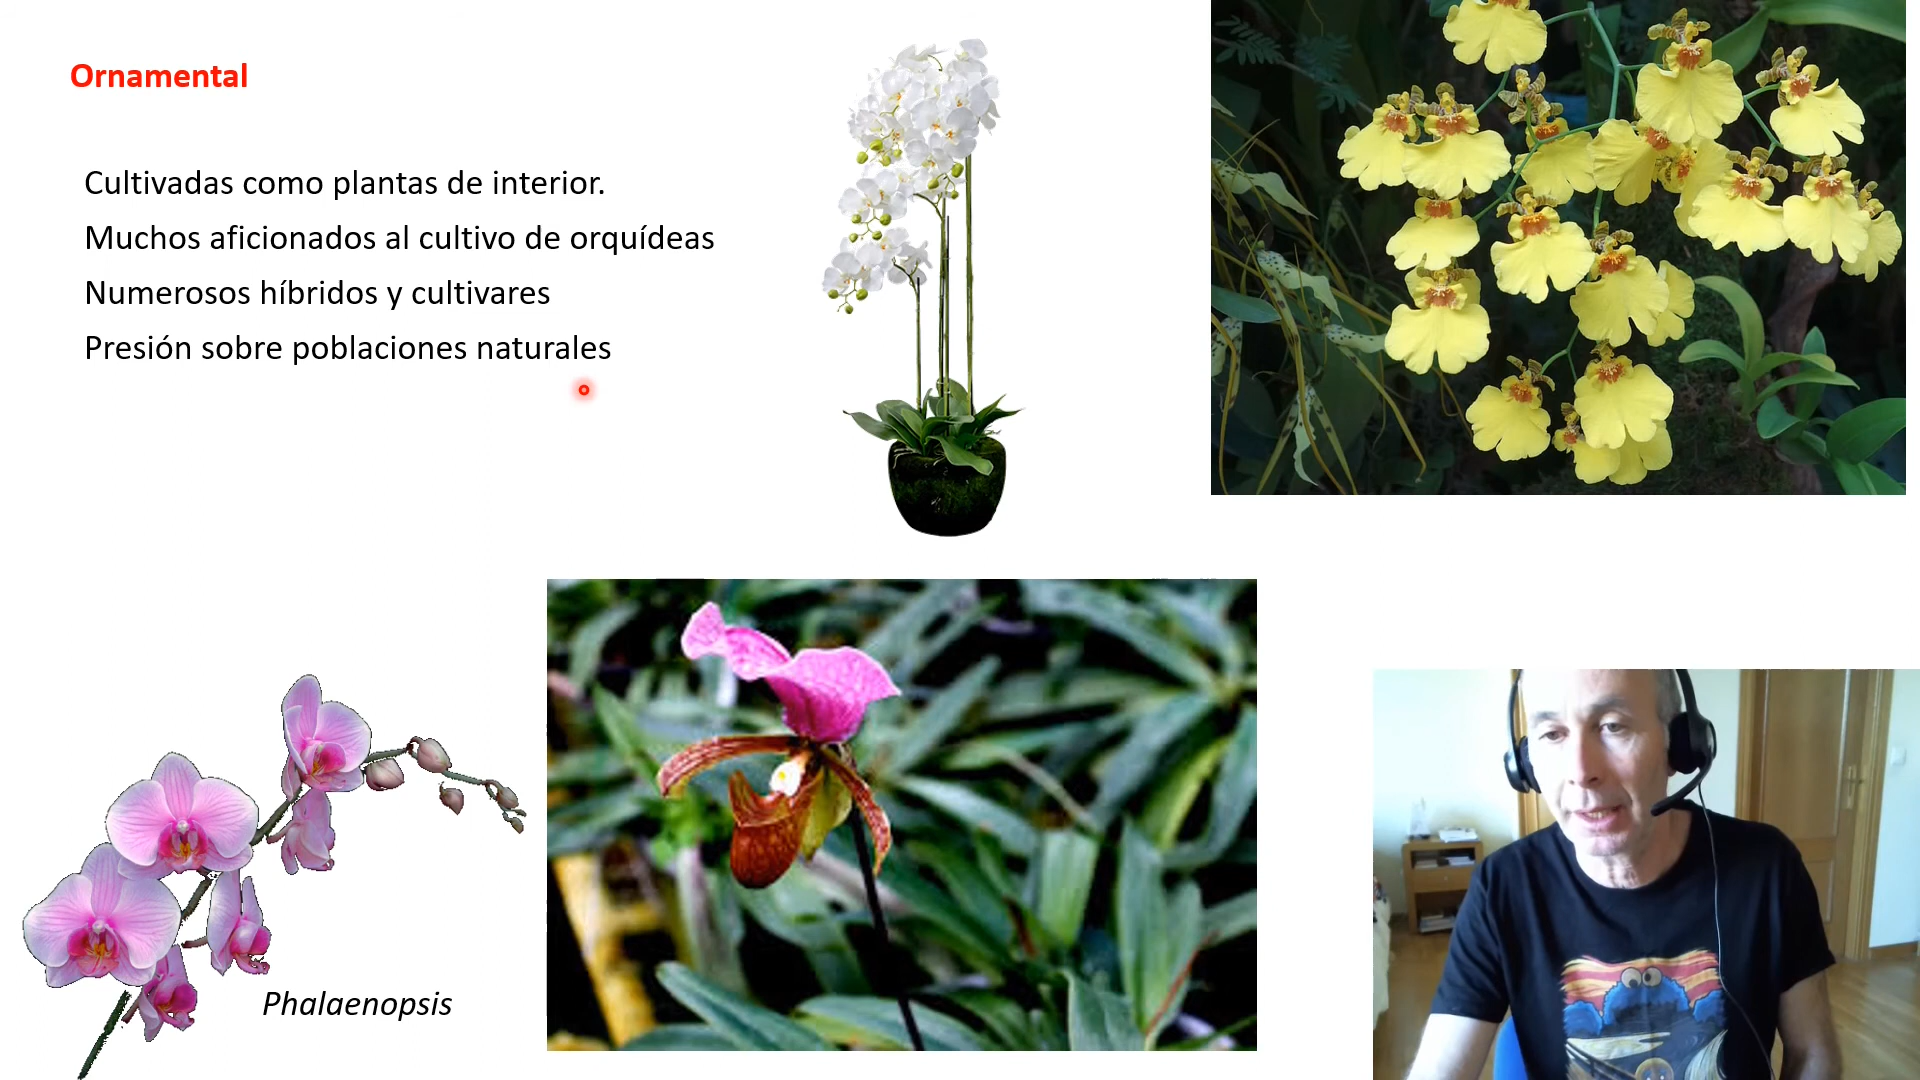 Ornamental
Cultivadas como plantas de interior.
Muchos aficionados al cultivo de orquídeas
Numerosos híbridos y cultivares
Presión sobre poblaciones naturales
Phalaenopsis